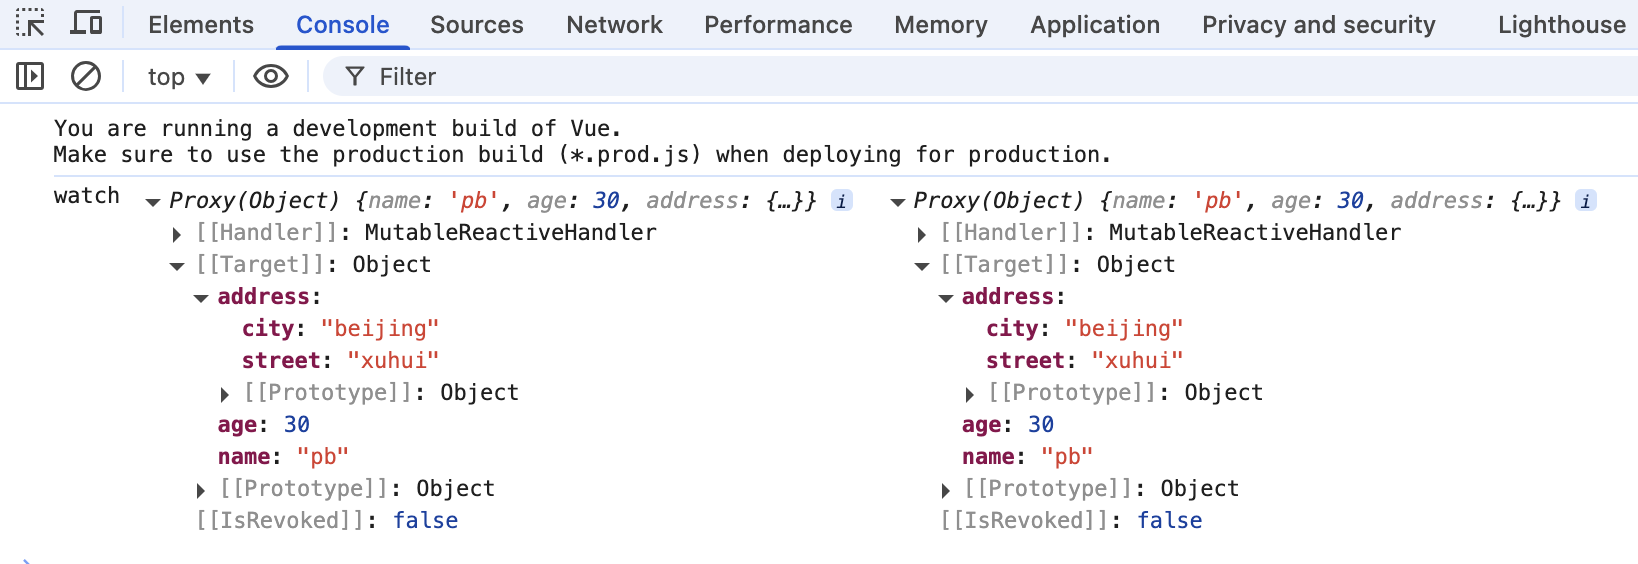 Elements Console Sources Network Performance Memory Application Privacy and security Lighthouse
top Filter
You are running a development build of Vue.
Make sure to use the production build (*.prod.js) when deploying for production.
watch Proxy(Object) {name: 'pb', age: 30, address: {…}} i Proxy(Object) {name: 'pb', age: 30, address: {…}} i
[[Handler]]: MutableReactiveHandler [[Handler]]: MutableReactiveHandler
[[Target]]: Object [[Target]]: Object
address: address:
city: "beijing" city: "beijing"
street: "xuhui" street: "xuhui"
[[Prototype]]: Object [[Prototype]]: Object
age: 30 age: 30
name: "pb" name: "pb"
[[Prototype]]: Object [[Prototype]]: Object
[[IsRevoked]]: false [[IsRevoked]]: false